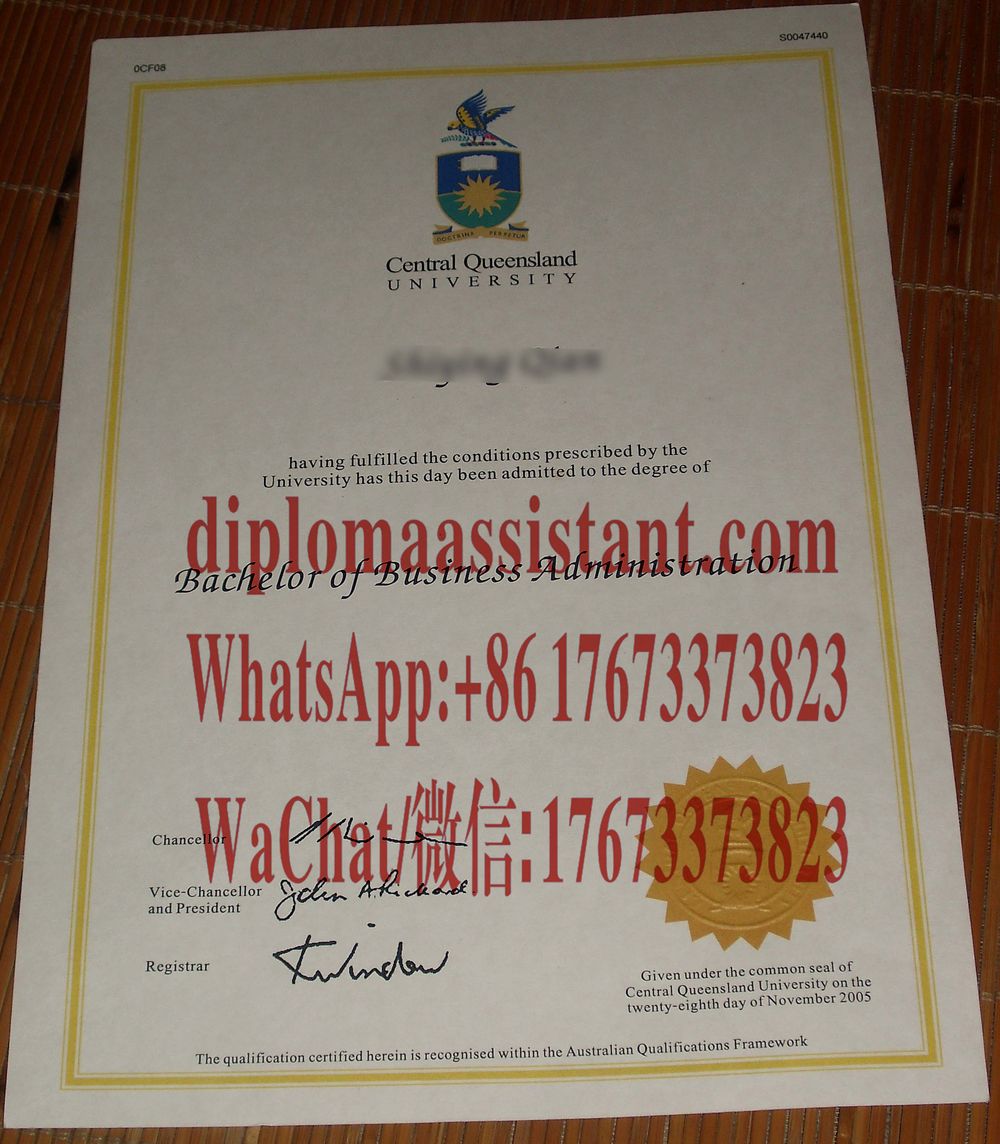 0CF08
S0047440
DOCTRINA PERPETUA
Central Queensland
UNIVERSITY
having fulfilled the conditions prescribed by the
University has this day been admitted to the degree of
diplomaassistant.com
Bachelor of Business Administration
WhatsApp:+86 17673373823
WaChat/微信:17673373823
Chancellor
Vice-Chancellor
and President
Registrar
Given under the common seal of
Central Queensland University on the
twenty-eighth day of November 2005
The qualification certified herein is recognised within the Australian Qualifications Framework